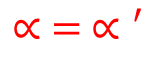 ∝ = ∝ ′